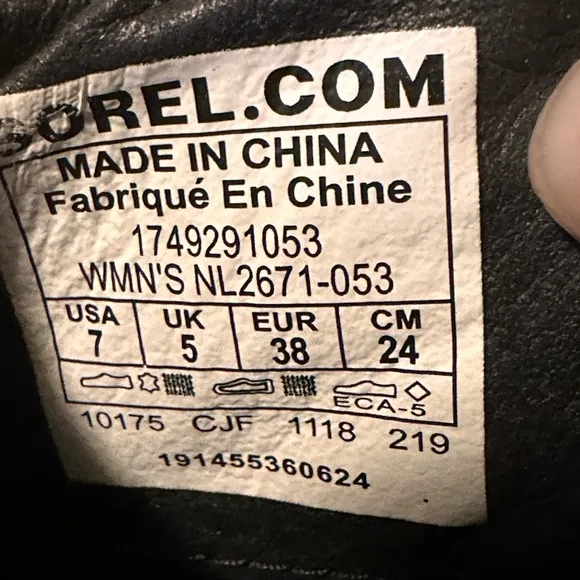 SOREL.COM
MADE IN CHINA
Fabriqué En Chine
1749291053
WMN'S NL2671-053
USA UK EUR CM
7 5 38 24
ECA-5
10175 CJF 1118 219
191455360624